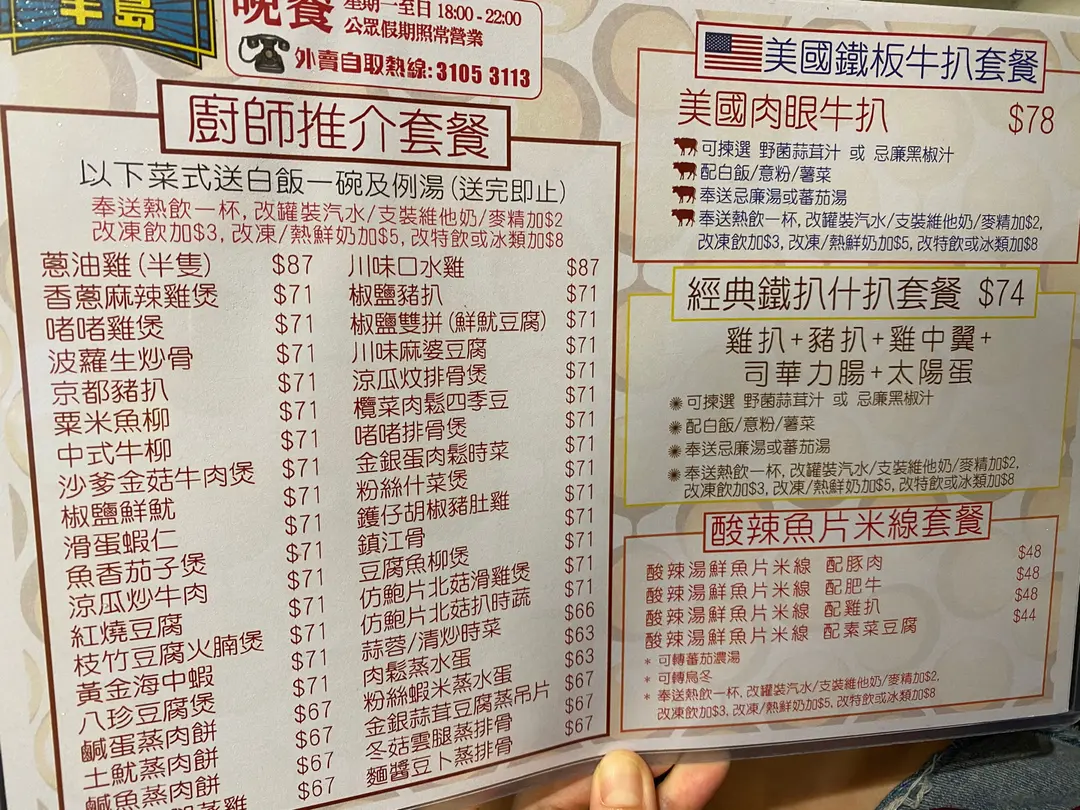 半島
晚餐
星期一至日 18:00 - 22:00
公眾假期照常營業
外賣自取熱線: 3105 3113
廚師推介套餐
以下菜式送白飯一碗及例湯 (送完即止)
奉送熱飲一杯, 改罐裝汽水/支裝維他奶/麥精加$2
改凍飲加$3, 改凍/熱鮮奶加$5, 改特飲或冰類加$8
蔥油雞 (半隻) $87
香蔥麻辣雞煲 $71
啫啫雞煲 $71
波蘿生炒骨 $71
京都豬扒 $71
粟米魚柳 $71
中式牛柳 $71
沙爹金菇牛肉煲 $71
椒鹽鮮魷 $71
滑蛋蝦仁 $71
魚香茄子煲 $71
涼瓜炒牛肉 $71
紅燒豆腐 $71
枝竹豆腐火腩煲 $71
黃金海中蝦 $71
八珍豆腐煲 $71
鹹蛋蒸肉餅 $67
土魷蒸肉餅 $67
鹹魚蒸肉餅 $67
蒸雞 $67
川味口水雞 $87
椒鹽豬扒 $71
椒鹽雙拼 (鮮魷豆腐) $71
川味麻婆豆腐 $71
涼瓜炆排骨煲 $71
欖菜肉鬆四季豆 $71
啫啫排骨煲 $71
金銀蛋肉鬆時菜 $71
粉絲什菜煲 $71
鑊仔胡椒豬肚雞 $71
鎮江骨 $71
豆腐魚柳煲 $71
仿鮑片北菇滑雞煲 $71
仿鮑片北菇扒時蔬 $71
蒜蓉/清炒時菜 $66
肉鬆蒸水蛋 $63
粉絲蝦米蒸水蛋 $63
金銀蒜茸豆腐蒸吊片 $67
冬菇雲腿蒸排骨 $67
麵醬豆卜蒸排骨 $67
美國鐵板牛扒套餐
美國肉眼牛扒 $78
可揀選 野菌蒜茸汁 或 忌廉黑椒汁
配白飯/意粉/薯菜
奉送忌廉湯或蕃茄湯
奉送熱飲一杯, 改罐裝汽水/支裝維他奶/麥精加$2,
改凍飲加$3, 改凍/熱鮮奶加$5, 改特飲或冰類加$8
經典鐵扒什扒套餐 $74
雞扒+豬扒+雞中翼+
司華力腸+太陽蛋
可揀選 野菌蒜茸汁 或 忌廉黑椒汁
配白飯/意粉/薯菜
奉送忌廉湯或蕃茄湯
奉送熱飲一杯, 改罐裝汽水/支裝維他奶/麥精加$2,
改凍飲加$3, 改凍/熱鮮奶加$5, 改特飲或冰類加$8
酸辣魚片米線套餐
酸辣湯鮮魚片米線 配豚肉 $48
酸辣湯鮮魚片米線 配肥牛 $48
酸辣湯鮮魚片米線 配雞扒 $48
酸辣湯鮮魚片米線 配素菜豆腐 $44
* 可轉蕃茄濃湯
* 可轉烏冬
* 奉送熱飲一杯, 改罐裝汽水/支裝維他奶/麥精加$2,
改凍飲加$3, 改凍/熱鮮奶加$5, 改特飲或冰類加$8